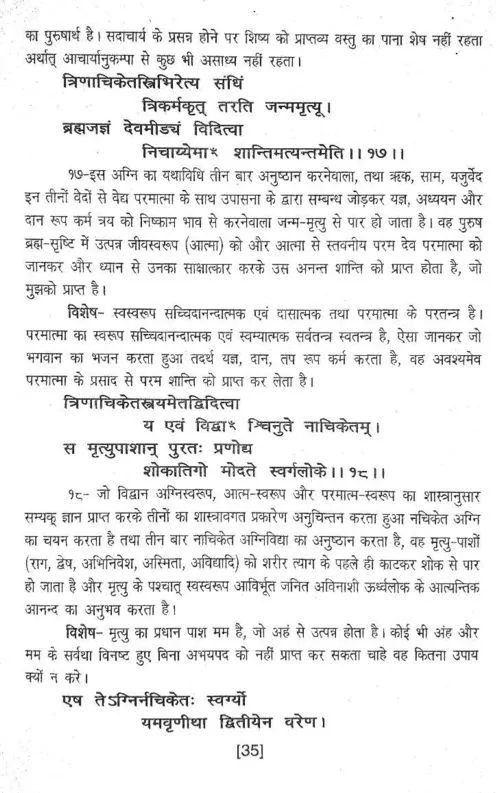 का पुरुषार्थ है। सदाचार्य के प्रसन्न होने पर शिष्य को प्राप्तव्य वस्तु का पाना शेष नहीं रहता
अर्थात् आचार्यानुकम्पा से कुछ भी असाध्य नहीं रहता।
त्रिणाचिकेतस्त्रिभिरेत्य संधिं
त्रिकर्मकृत् तरति जन्ममृत्यू।
ब्रह्मजज्ञं देवमीड्यं विदित्वा
निचाय्येमाँ शान्तिमत्यन्तमेति।।१७।।
१७-इस अग्नि का यथाविधि तीन बार अनुष्ठान करनेवाला, तथा ऋक, साम, यजुर्वेद
इन तीनों वेदों से वेद्य परमात्मा के साथ उपासना के द्वारा सम्बन्ध जोड़कर यज्ञ, अध्ययन और
दान रूप कर्म त्रय को निष्काम भाव से करनेवाला जन्म-मृत्यु से पार हो जाता है। वह पुरुष
ब्रह्म-सृष्टि में उत्पन्न जीवस्वरूप (आत्मा) को और आत्मा से स्तवनीय परम देव परमात्मा को
जानकर और ध्यान से उनका साक्षात्कार करके उस अनन्त शान्ति को प्राप्त होता है, जो
मुझको प्राप्त है।
विशेष- स्वस्वरूप सच्चिदानन्दात्मक एवं दासात्मक तथा परमात्मा के परतन्त्र है।
परमात्मा का स्वरूप सच्चिदानन्दात्मक एवं स्वम्यात्मक सर्वतन्त्र स्वतन्त्र है, ऐसा जानकर जो
भगवान का भजन करता हुआ तदर्थ यज्ञ, दान, तप रूप कर्म करता है, वह अवश्यमेव
परमात्मा के प्रसाद से परम शान्ति को प्राप्त कर लेता है।
त्रिणाचिकेतस्त्रयमेतद्विदित्वा
य एवं विद्वा* श्चिनुते नाचिकेतम्।
स मृत्युपाशान् पुरतः प्रणोद्य
शोकातिगो मोदते स्वर्गलोके।।१८।।
१८- जो विद्वान अग्निस्वरूप, आत्म-स्वरूप और परमात्म-स्वरूप का शास्त्रानुसार
सम्यक् ज्ञान प्राप्त करके तीनों का शास्त्रावगत प्रकारेण अनुचिन्तन करता हुआ नचिकेत अग्नि
का चयन करता है तथा तीन बार नाचिकेत अग्निविद्या का अनुष्ठान करता है, वह मृत्यु-पाशों
(राग, द्वेष, अभिनिवेश, अस्मिता, अविद्यादि) को शरीर त्याग के पहले ही काटकर शोक से पार
हो जाता है और मृत्यु के पश्चात् स्वस्वरूप आविर्भूत जनित अविनाशी ऊर्ध्वलोक के आत्यन्तिक
आनन्द का अनुभव करता है।
विशेष- मृत्यु का प्रधान पाश मम है, जो अहं से उत्पन्न होता है। कोई भी अंह और
मम के सर्वथा विनष्ट हुए बिना अभयपद को नहीं प्राप्त कर सकता चाहे वह कितना उपाय
क्यों न करे।
एष तेऽग्निर्नचिकेतः स्वर्ग्यो
यमवृणीथा द्वितीयेन वरेण।
[35]